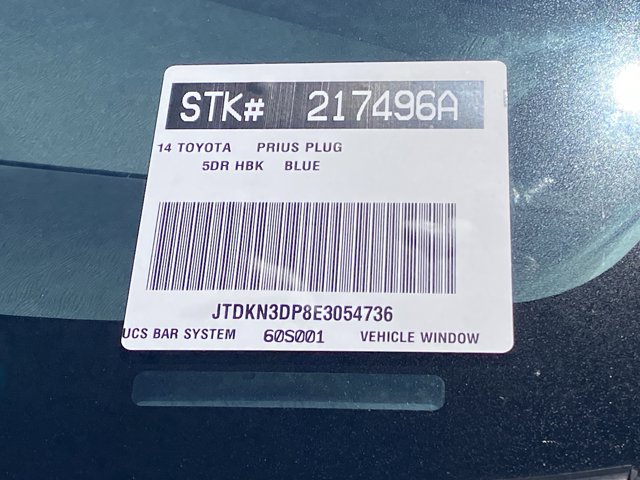 STK# 217496A
14 TOYOTA PRIUS PLUG
5DR HBK BLUE
JTDKN3DP8E3054736
UCS BAR SYSTEM 60S001 VEHICLE WINDOW